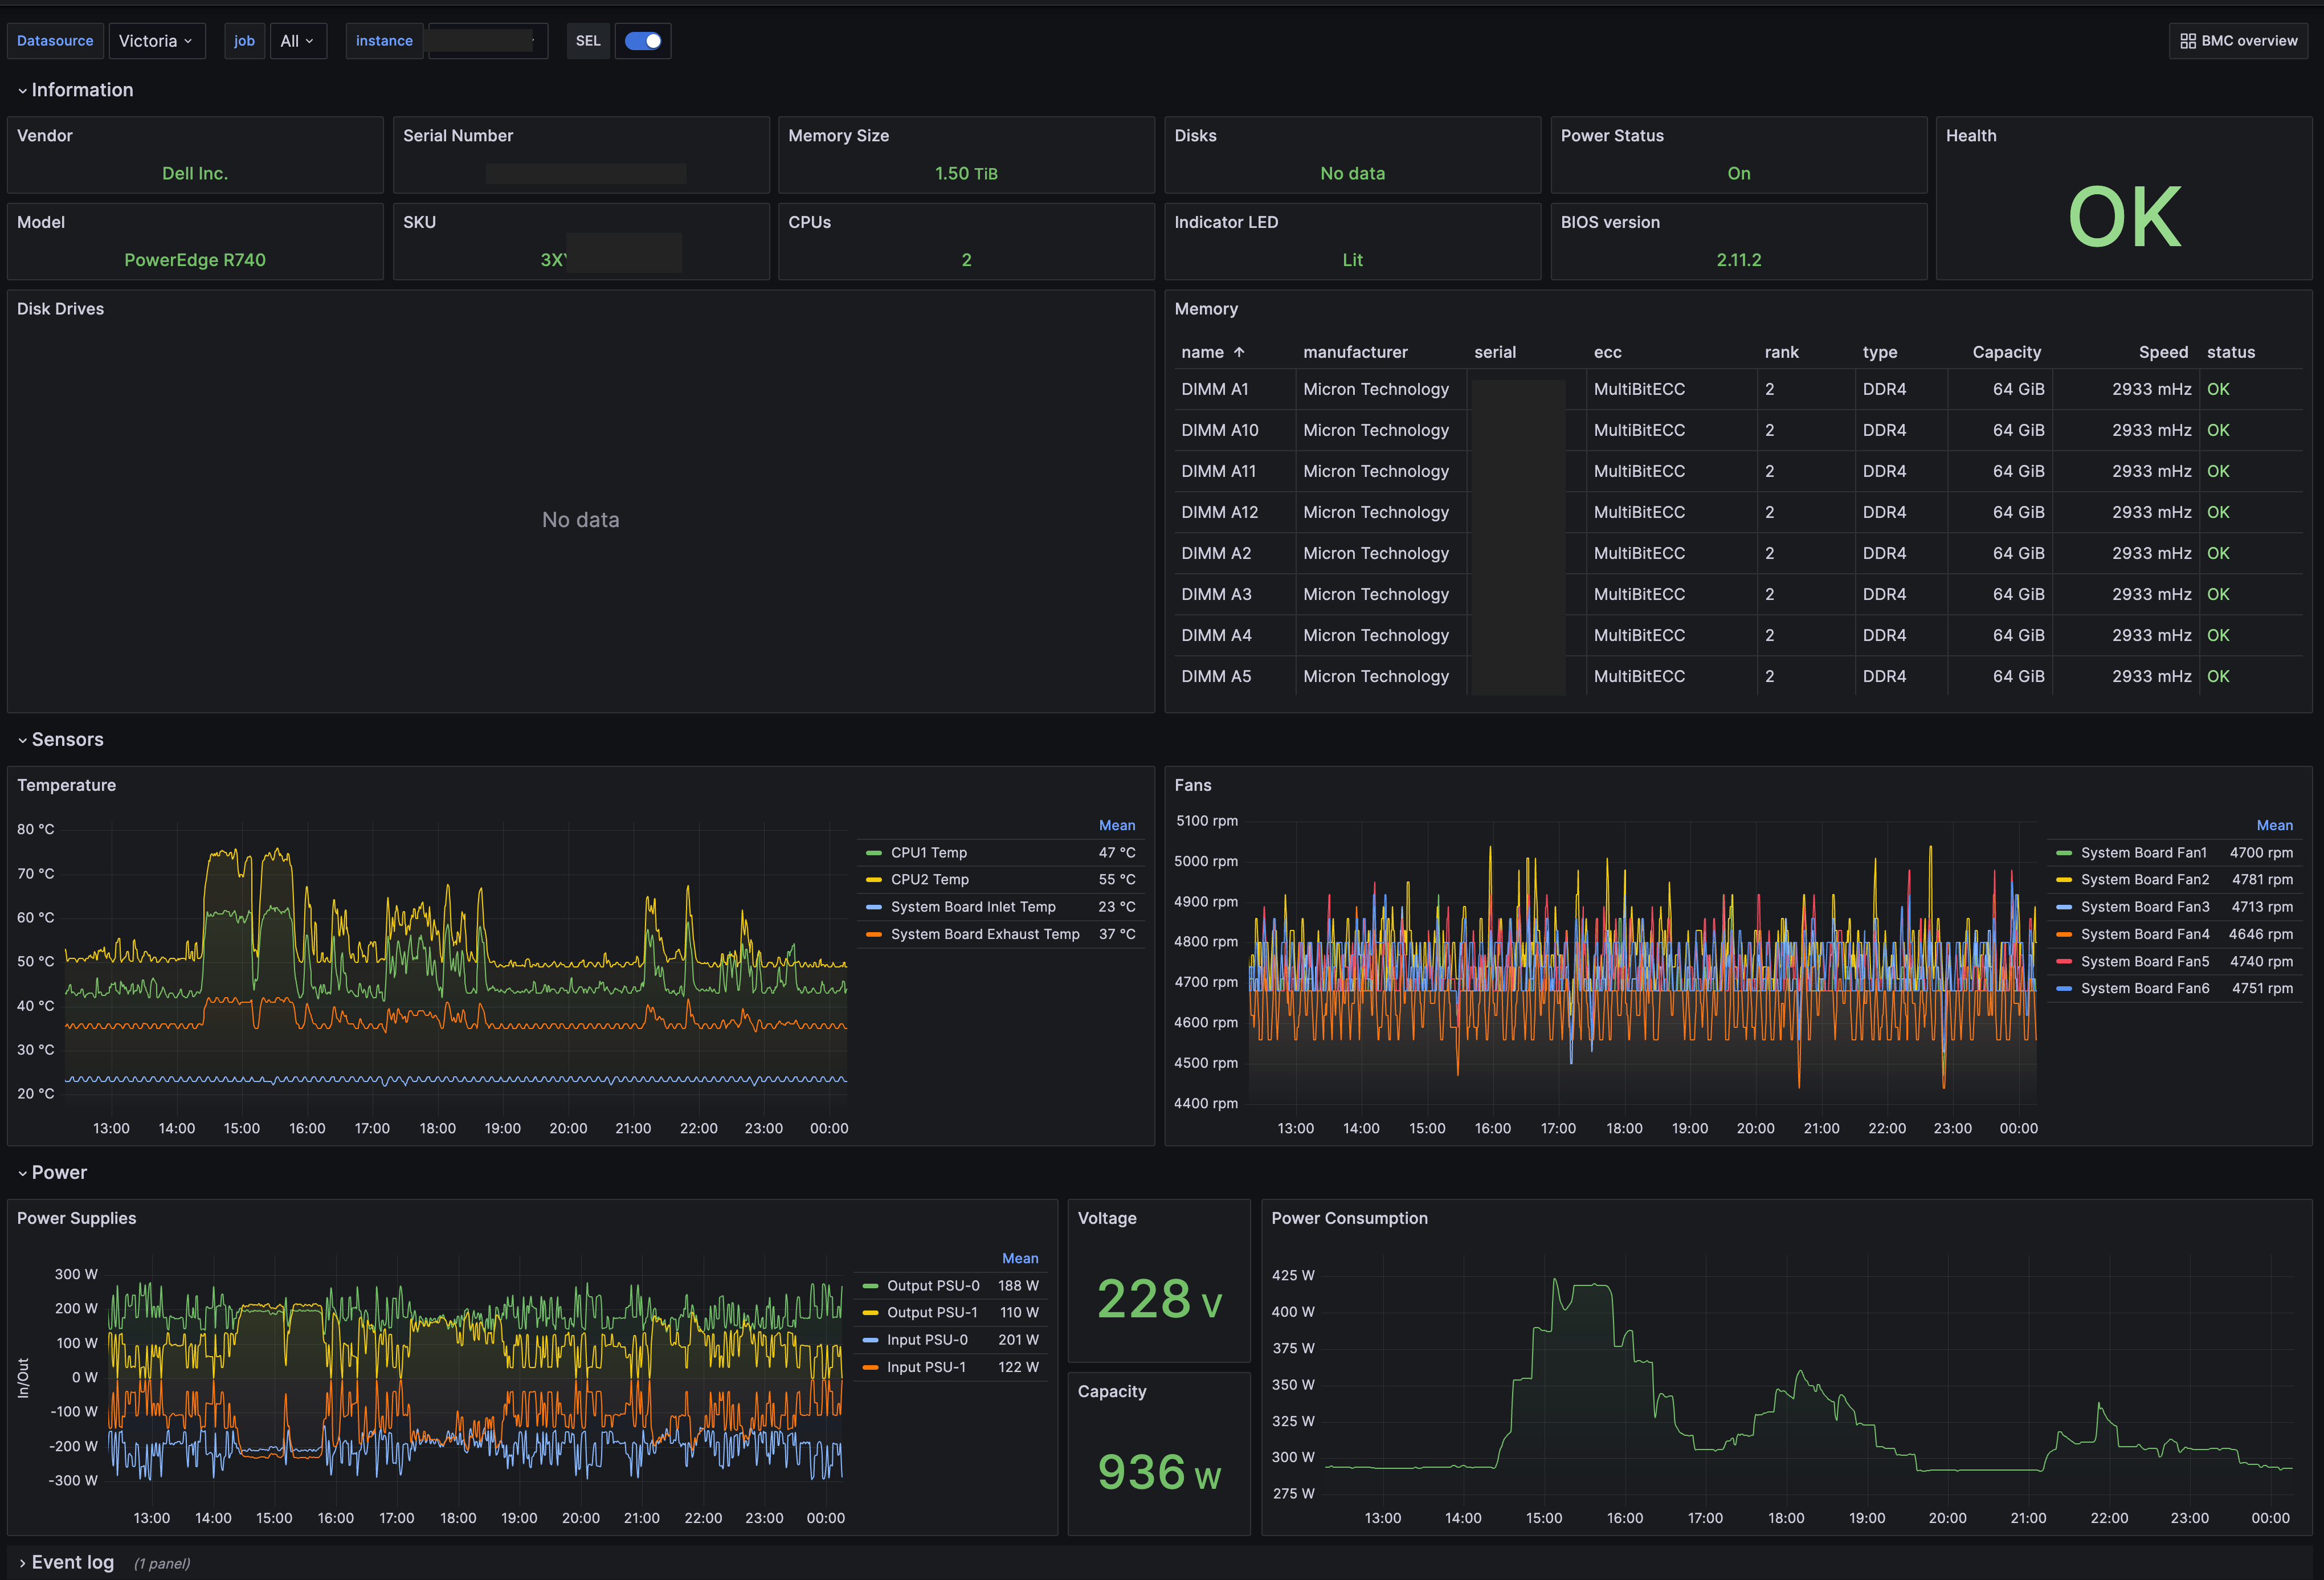 Datasource Victoria job All instance SEL BMC overview
Information
Vendor
Dell Inc.
Serial Number
Memory Size
1.50 TiB
Disks
No data
Power Status
On
Health
OK
Model
PowerEdge R740
SKU
3X
CPUs
2
Indicator LED
Lit
BIOS version
2.11.2
Disk Drives
No data
Memory
name manufacturer serial ecc rank type Capacity Speed status
DIMM A1 Micron Technology MultiBitECC 2 DDR4 64 GiB 2933 mHz OK
DIMM A10 Micron Technology MultiBitECC 2 DDR4 64 GiB 2933 mHz OK
DIMM A11 Micron Technology MultiBitECC 2 DDR4 64 GiB 2933 mHz OK
DIMM A12 Micron Technology MultiBitECC 2 DDR4 64 GiB 2933 mHz OK
DIMM A2 Micron Technology MultiBitECC 2 DDR4 64 GiB 2933 mHz OK
DIMM A3 Micron Technology MultiBitECC 2 DDR4 64 GiB 2933 mHz OK
DIMM A4 Micron Technology MultiBitECC 2 DDR4 64 GiB 2933 mHz OK
DIMM A5 Micron Technology MultiBitECC 2 DDR4 64 GiB 2933 mHz OK
Sensors
Temperature
80 °C
70 °C
60 °C
50 °C
40 °C
30 °C
20 °C
13:00 14:00 15:00 16:00 17:00 18:00 19:00 20:00 21:00 22:00 23:00 00:00
Mean
CPU1 Temp 47 °C
CPU2 Temp 55 °C
System Board Inlet Temp 23 °C
System Board Exhaust Temp 37 °C
Fans
5100 rpm
5000 rpm
4900 rpm
4800 rpm
4700 rpm
4600 rpm
4500 rpm
4400 rpm
13:00 14:00 15:00 16:00 17:00 18:00 19:00 20:00 21:00 22:00 23:00 00:00
Mean
System Board Fan1 4700 rpm
System Board Fan2 4781 rpm
System Board Fan3 4713 rpm
System Board Fan4 4646 rpm
System Board Fan5 4740 rpm
System Board Fan6 4751 rpm
Power
Power Supplies
In/Out
300 W
200 W
100 W
0 W
-100 W
-200 W
-300 W
13:00 14:00 15:00 16:00 17:00 18:00 19:00 20:00 21:00 22:00 23:00 00:00
Mean
Output PSU-0 188 W
Output PSU-1 110 W
Input PSU-0 201 W
Input PSU-1 122 W
Voltage
228 V
Capacity
936 W
Power Consumption
425 W
400 W
375 W
350 W
325 W
300 W
275 W
13:00 14:00 15:00 16:00 17:00 18:00 19:00 20:00 21:00 22:00 23:00 00:00
Event log (1 panel)